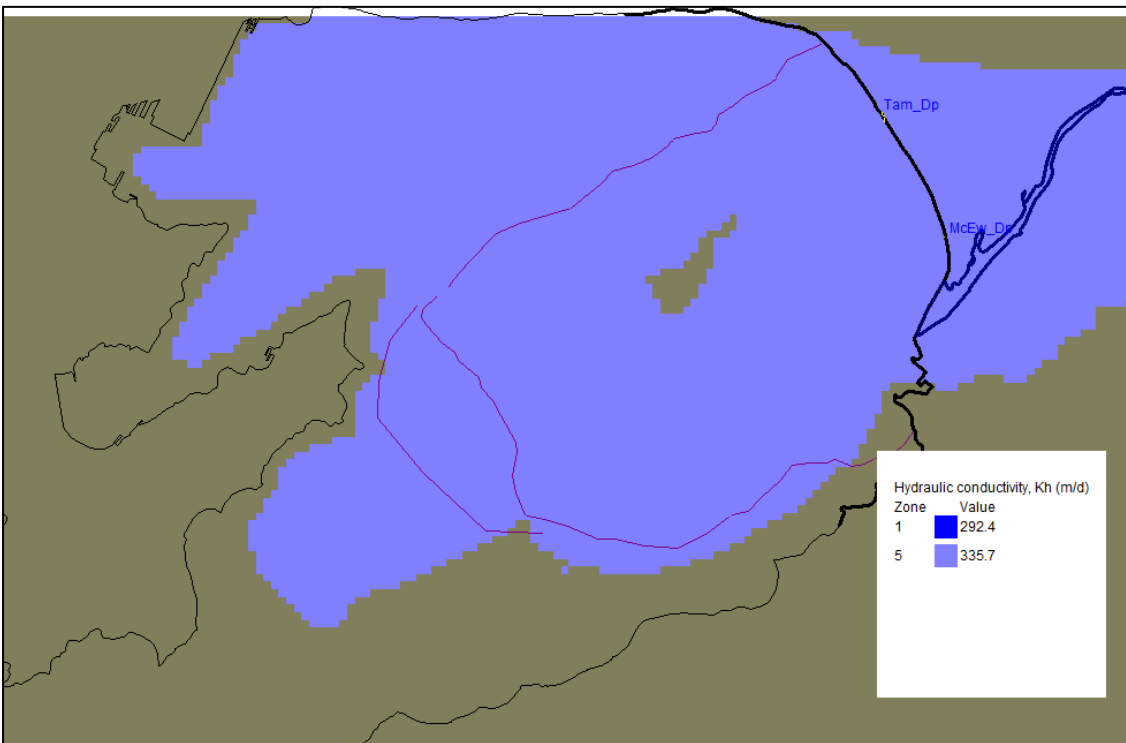 Tam_Dp
McEw_Dp
Hydraulic conductivity, Kh (m/d)
Zone Value
1 292.4
5 335.7